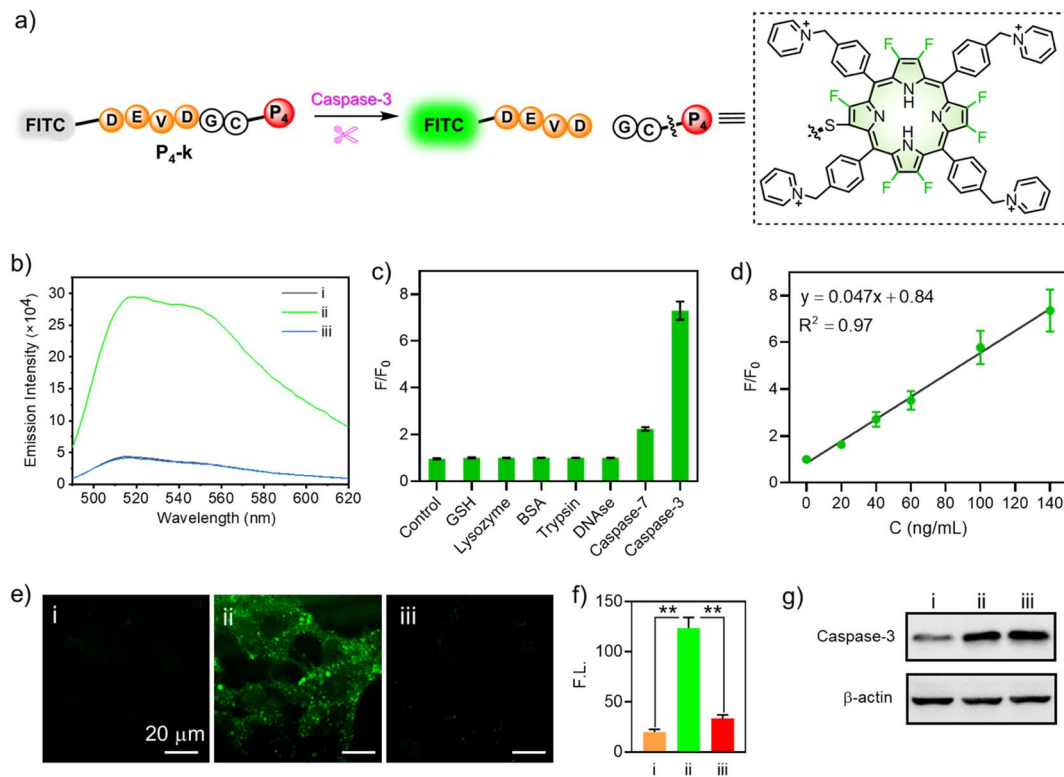 a)
FITC D E V D G C P4
P4-k
Caspase-3
FITC D E V D G C P4
N+ N+ F F NH F N N F S HN F F N+ N+
b)
Emission Intensity (×10⁴)
30
25
20
15
10
5
0
i
ii
iii
500 520 540 560 580 600 620
Wavelength (nm)
c)
F/F₀
8
6
4
2
0
Control GSH Lysozyme BSA Trypsin DNAse Caspase-7 Caspase-3
d)
F/F₀
8
6
4
2
0
y = 0.047x + 0.84
R² = 0.97
0 20 40 60 80 100 120 140
C (ng/mL)
e)
i ii iii
20 μm
f)
F.L.
150
100
50
0
** **
i ii iii
g)
i ii iii
Caspase-3
β-actin